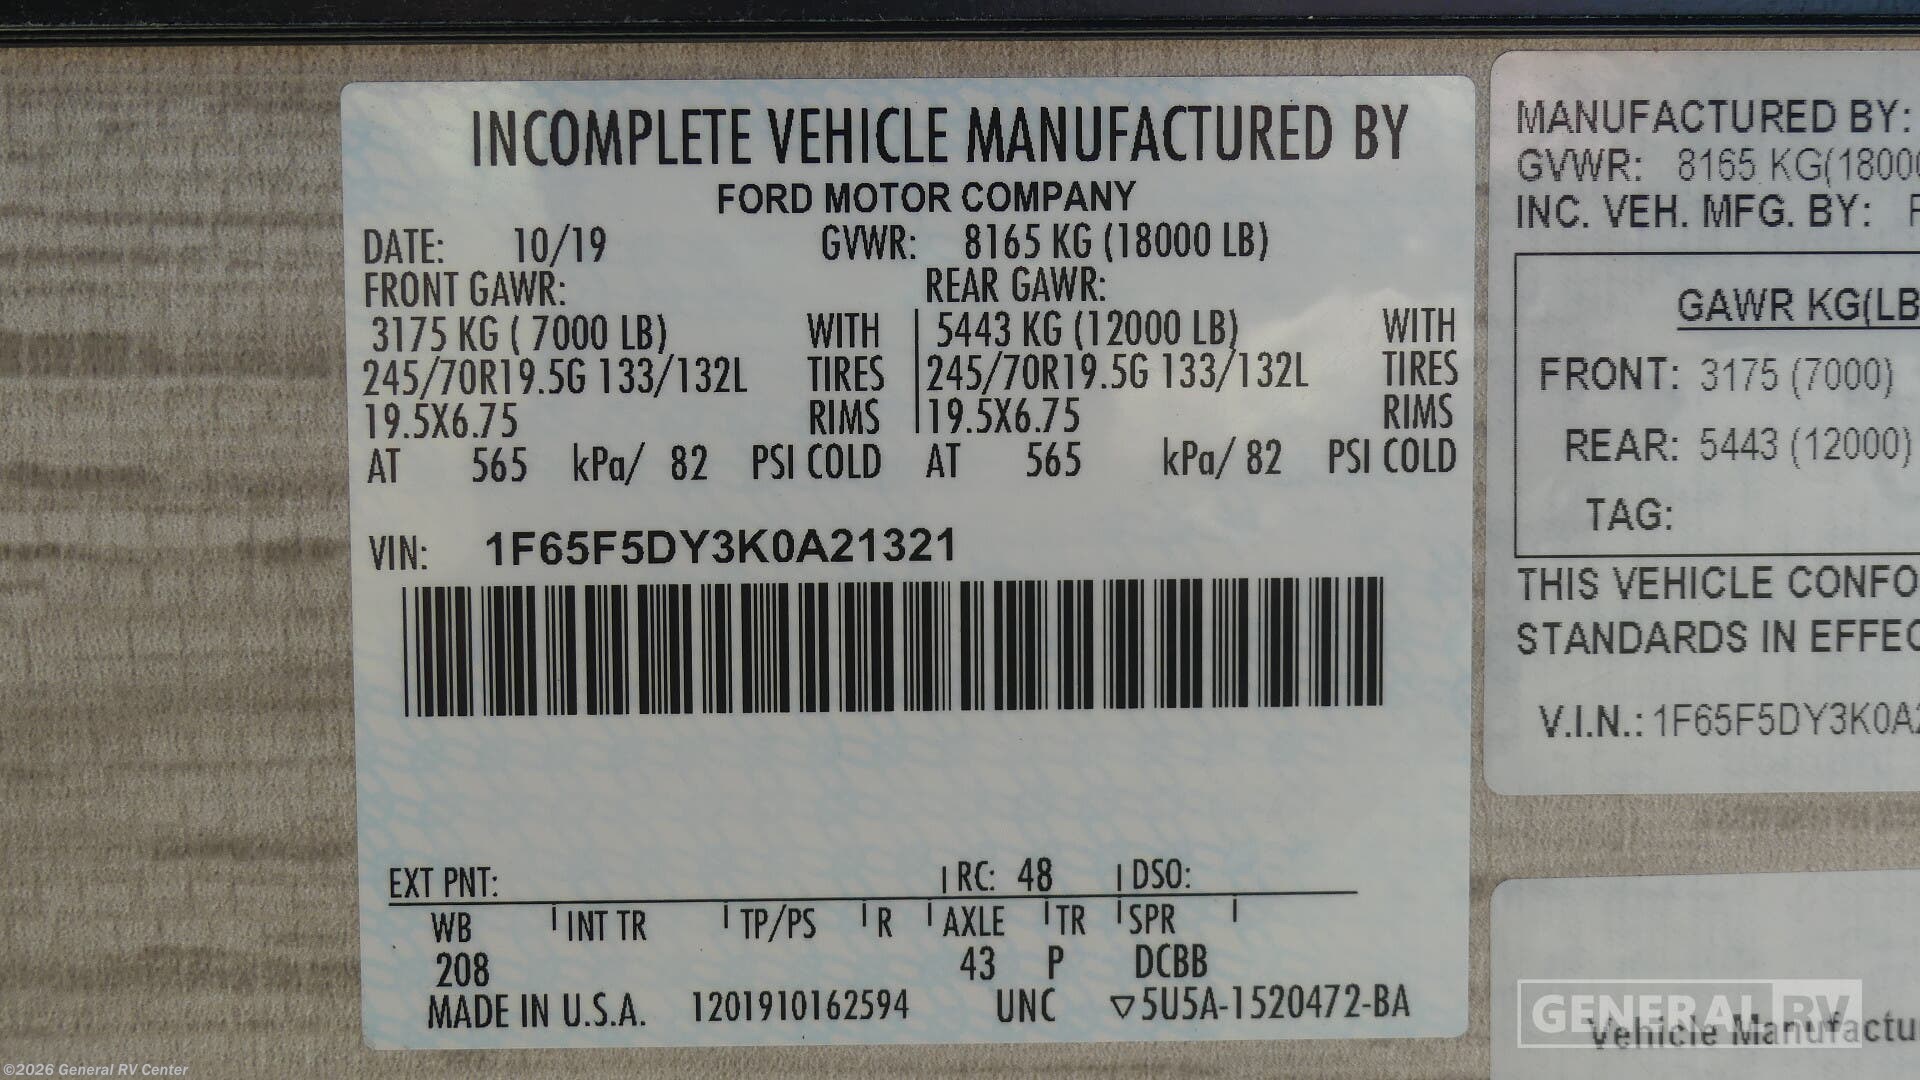 INCOMPLETE VEHICLE MANUFACTURED BY
FORD MOTOR COMPANY
DATE: 10/19 GVWR: 8165 KG (18000 LB)
FRONT GAWR: REAR GAWR:
3175 KG ( 7000 LB) WITH 5443 KG (12000 LB) WITH
245/70R19.5G 133/132L TIRES 245/70R19.5G 133/132L TIRES
19.5X6.75 RIMS 19.5X6.75 RIMS
AT 565 kPa/ 82 PSI COLD AT 565 kPa/ 82 PSI COLD
VIN: 1F65F5DY3K0A21321
EXT PNT: RC: 48 DSO:
WB INT TR TP/PS R AXLE TR SPR
208 43 P DCBB
MADE IN U.S.A. 1201910162594 UNC ▽5U5A-1520472-BA
MANUFACTURED BY:
GVWR: 8165 KG(1800
INC. VEH. MFG. BY:
GAWR KG(LB
FRONT: 3175 (7000)
REAR: 5443 (12000)
TAG:
THIS VEHICLE CONFO
STANDARDS IN EFFEC
V.I.N.: 1F65F5DY3K0A
Vehicle Manufactu
GENERAL RV
©2026 General RV Center